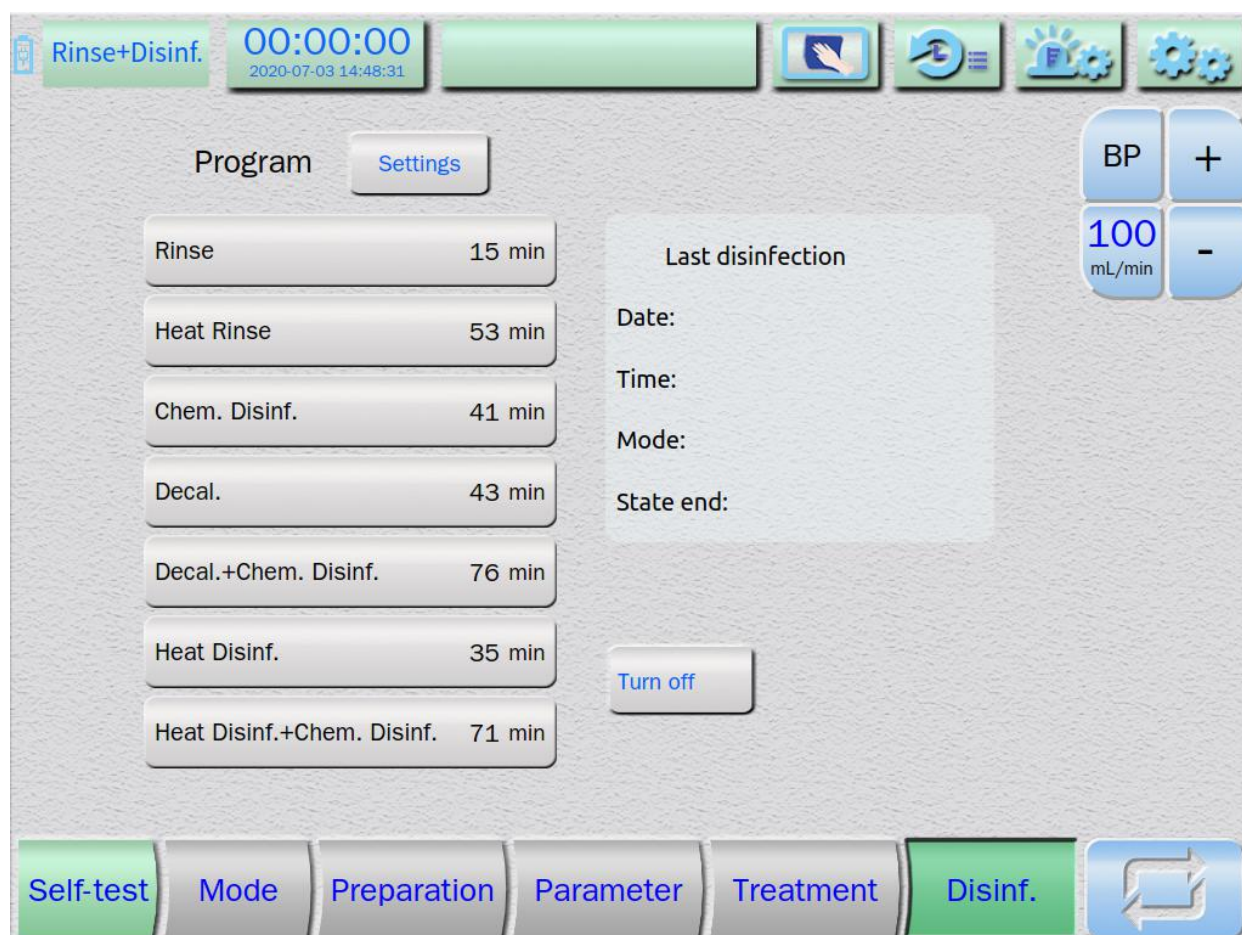 Rinse+Disinf.
00:00:00
2020-07-03 14:48:31
F
Program
Settings
BP
+
100
mL/min
-
Rinse 15 min
Heat Rinse 53 min
Chem. Disinf. 41 min
Decal. 43 min
Decal.+Chem. Disinf. 76 min
Heat Disinf. 35 min
Heat Disinf.+Chem. Disinf. 71 min
Last disinfection
Date:
Time:
Mode:
State end:
Turn off
Self-test
Mode
Preparation
Parameter
Treatment
Disinf.